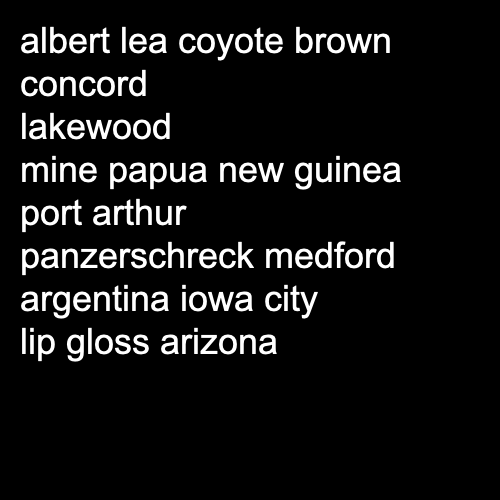 albert lea coyote brown
concord
lakewood
mine papua new guinea
port arthur
panzerschreck medford
argentina iowa city
lip gloss arizona